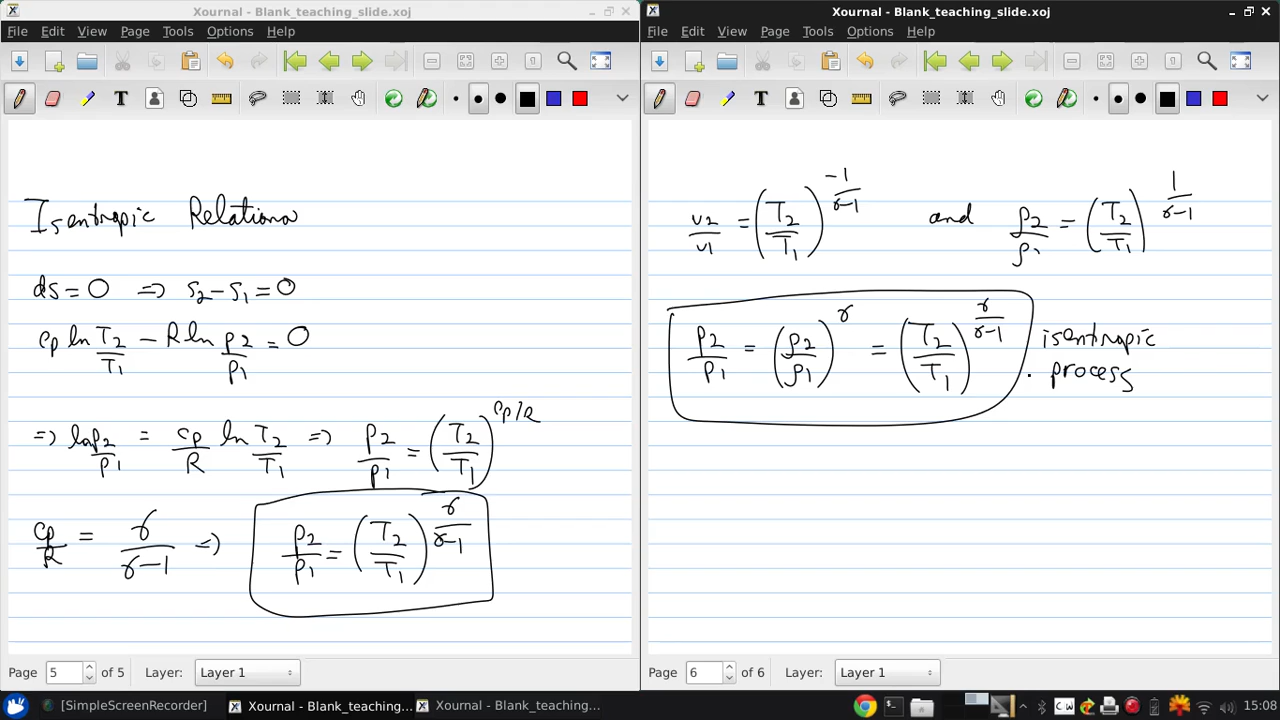 Xournal - Blank_teaching_slide.xoj
File Edit View Page Tools Options Help
Isentropic Relations
ds = 0 ⇒ s2 − s1 = 0
cp ln T2/T1 − R ln p2/p1 = 0
⇒ ln p2/p1 = cp/R ln T2/T1 ⇒ p2/p1 = (T2/T1)^(cp/R)
cp/R = γ/(γ−1) ⇒ p2/p1 = (T2/T1)^(γ/(γ−1))
Page 5 of 5 Layer: Layer 1
Xournal - Blank_teaching_slide.xoj
File Edit View Page Tools Options Help
v2/v1 = (T2/T1)^(−1/(γ−1)) and ρ2/ρ1 = (T2/T1)^(1/(γ−1))
p2/p1 = (ρ2/ρ1)^γ = (T2/T1)^(γ/(γ−1)) isentropic
process
Page 6 of 6 Layer: Layer 1
[SimpleScreenRecorder] Xournal - Blank_teaching... Xournal - Blank_teaching... 15:08